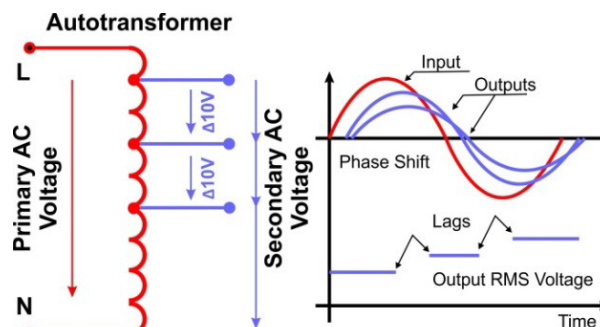 Autotransformer
L
Primary AC
Voltage
N
Δ10V
Δ10V
Secondary AC
Voltage
Input
Outputs
Phase Shift
Lags
Output RMS Voltage
Time